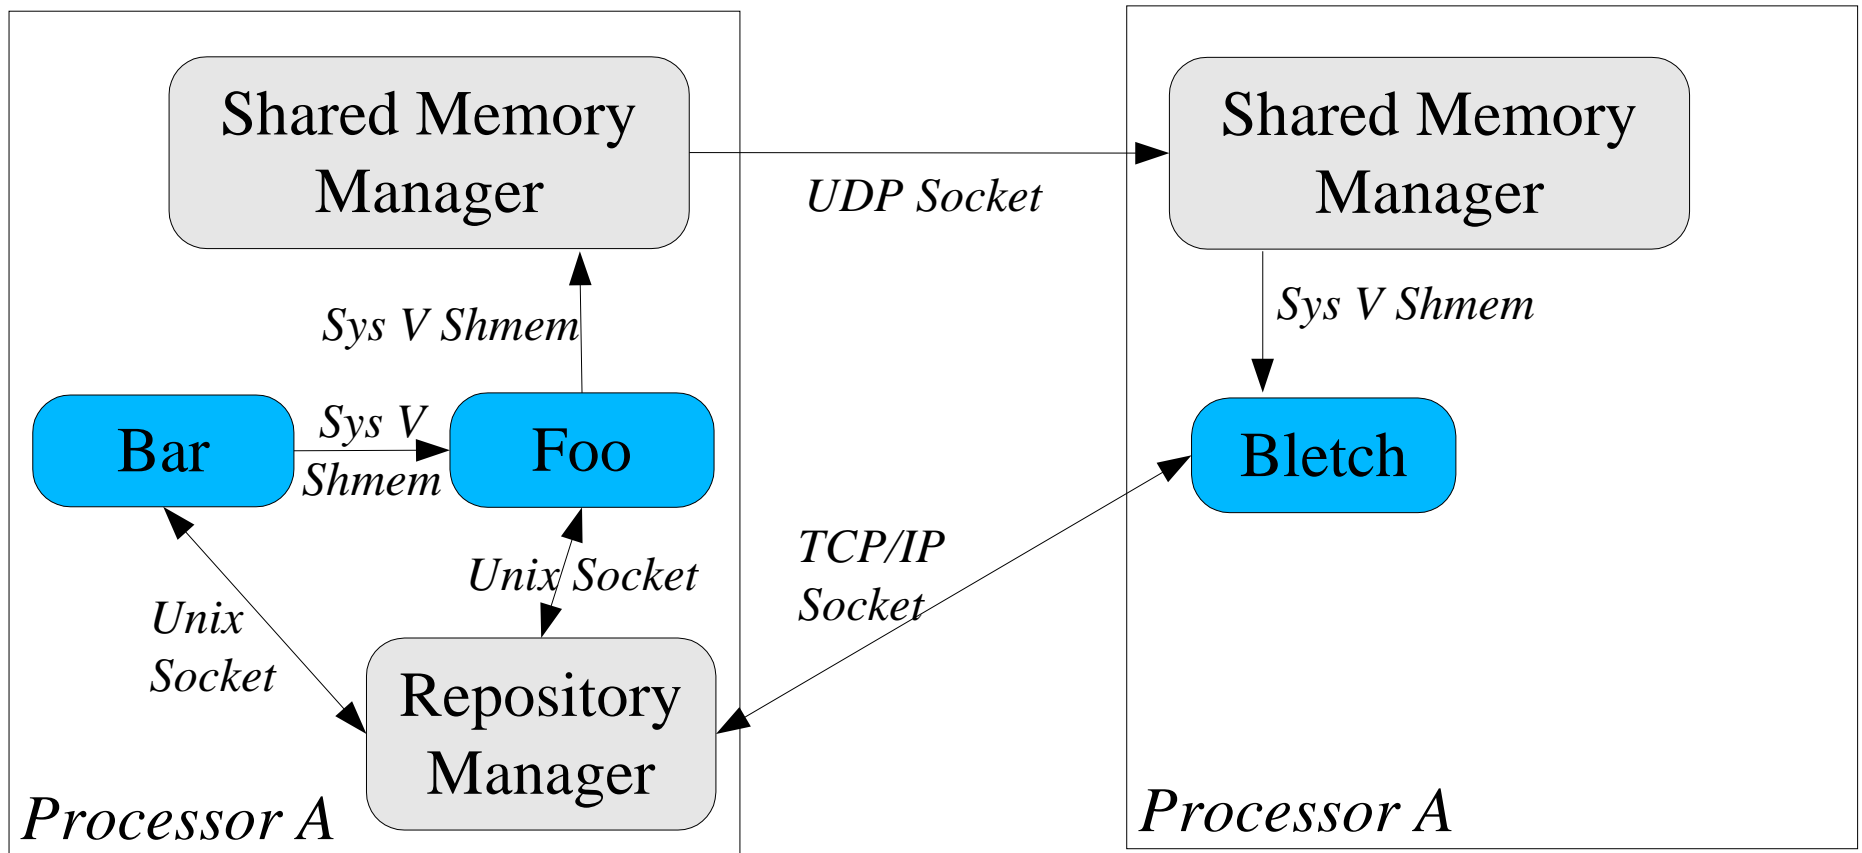 Shared Memory
Manager
Shared Memory
Manager
UDP Socket
Sys V Shmem
Sys V Shmem
Bar
Sys V
Shmem
Foo
Bletch
Unix Socket
TCP/IP
Socket
Unix
Socket
Repository
Manager
Processor A
Processor A